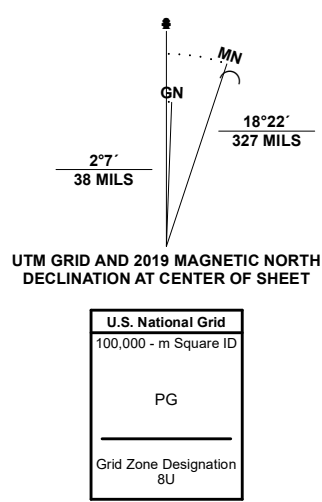 MN
GN
18°22´
327 MILS
2°7´
38 MILS
UTM GRID AND 2019 MAGNETIC NORTH
DECLINATION AT CENTER OF SHEET
U.S. National Grid
100,000 - m Square ID
PG
Grid Zone Designation
8U